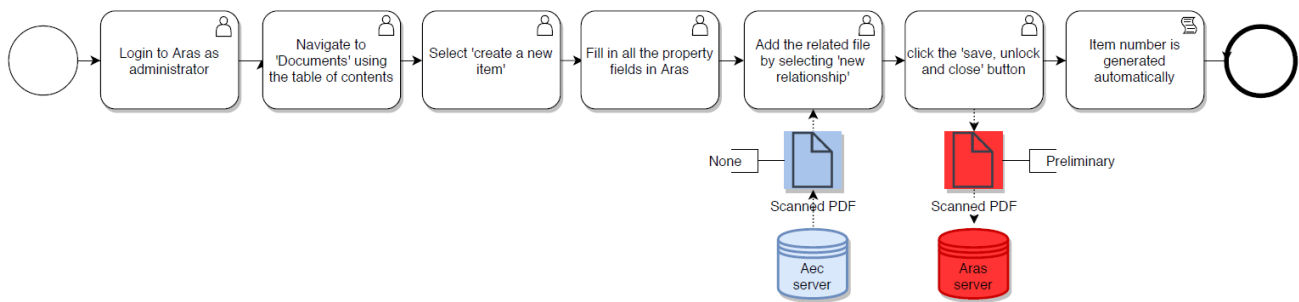 Login to Aras as
administrator
Navigate to
'Documents' using
the table of contents
Select 'create a new
item'
Fill in all the property
fields in Aras
Add the related file
by selecting 'new
relationship'
click the 'save, unlock
and close' button
Item number is
generated
automatically
None
Preliminary
Scanned PDF
Scanned PDF
Aec
server
Aras
server